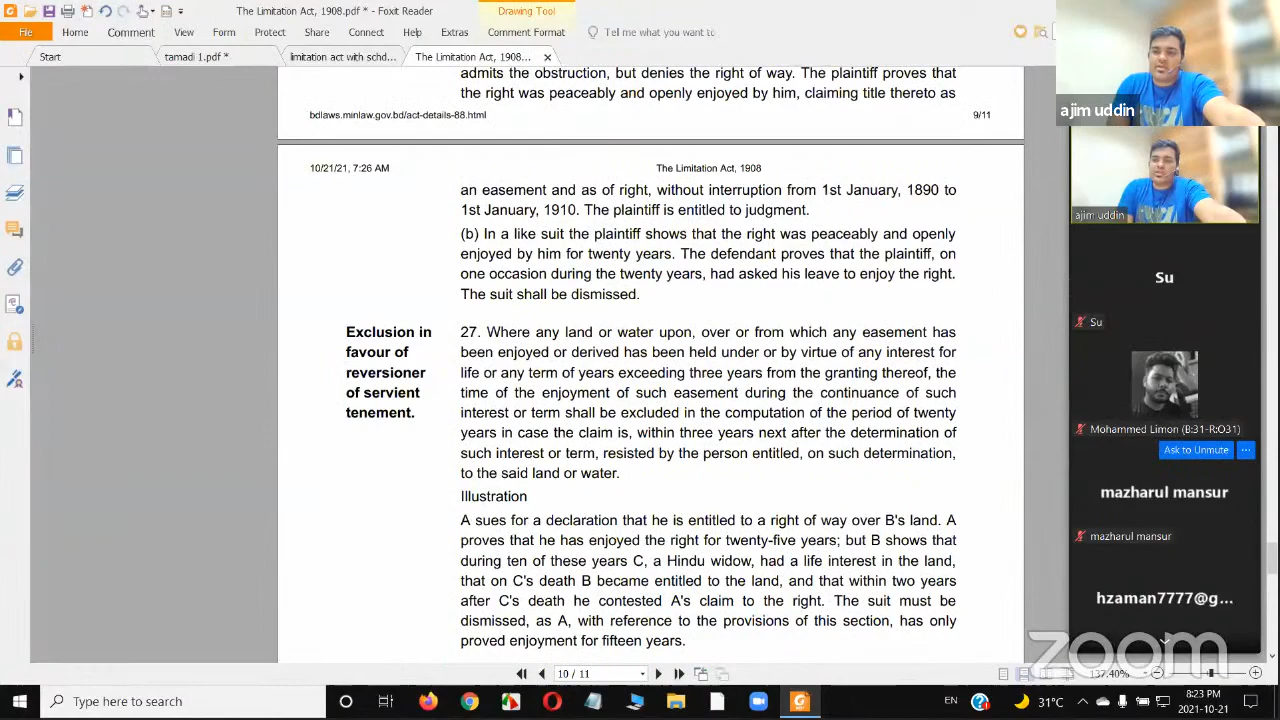 The Limitation Act, 1908.pdf * - Foxit Reader
Drawing Tool
File
Home
Comment
View
Form
Protect
Share
Connect
Help
Extras
Comment Format
Tell me what you want to
Start
tamadi 1.pdf *
limitation act with schd...
The Limitation Act, 1908...
admits the obstruction, but denies the right of way. The plaintiff proves that
the right was peaceably and openly enjoyed by him, claiming title thereto as
bdlaws.minlaw.gov.bd/act-details-88.html
9/11
10/21/21, 7:26 AM
The Limitation Act, 1908
an easement and as of right, without interruption from 1st January, 1890 to
1st January, 1910. The plaintiff is entitled to judgment.
(b) In a like suit the plaintiff shows that the right was peaceably and openly
enjoyed by him for twenty years. The defendant proves that the plaintiff, on
one occasion during the twenty years, had asked his leave to enjoy the right.
The suit shall be dismissed.
Exclusion in
favour of
reversioner
of servient
tenement.
27. Where any land or water upon, over or from which any easement has
been enjoyed or derived has been held under or by virtue of any interest for
life or any term of years exceeding three years from the granting thereof, the
time of the enjoyment of such easement during the continuance of such
interest or term shall be excluded in the computation of the period of twenty
years in case the claim is, within three years next after the determination of
such interest or term, resisted by the person entitled, on such determination,
to the said land or water.
Illustration
A sues for a declaration that he is entitled to a right of way over B's land. A
proves that he has enjoyed the right for twenty-five years; but B shows that
during ten of these years C, a Hindu widow, had a life interest in the land,
that on C's death B became entitled to the land, and that within two years
after C's death he contested A's claim to the right. The suit must be
dismissed, as A, with reference to the provisions of this section, has only
proved enjoyment for fifteen years.
10 / 11
137.40%
ajim uddin
ajim uddin
Su
Su
Mohammed Limon (B:31-R:O31)
Ask to Unmute
...
mazharul mansur
mazharul mansur
hzaman7777@g...
zoom
Type here to search
EN
31°C
8:23 PM
2021-10-21